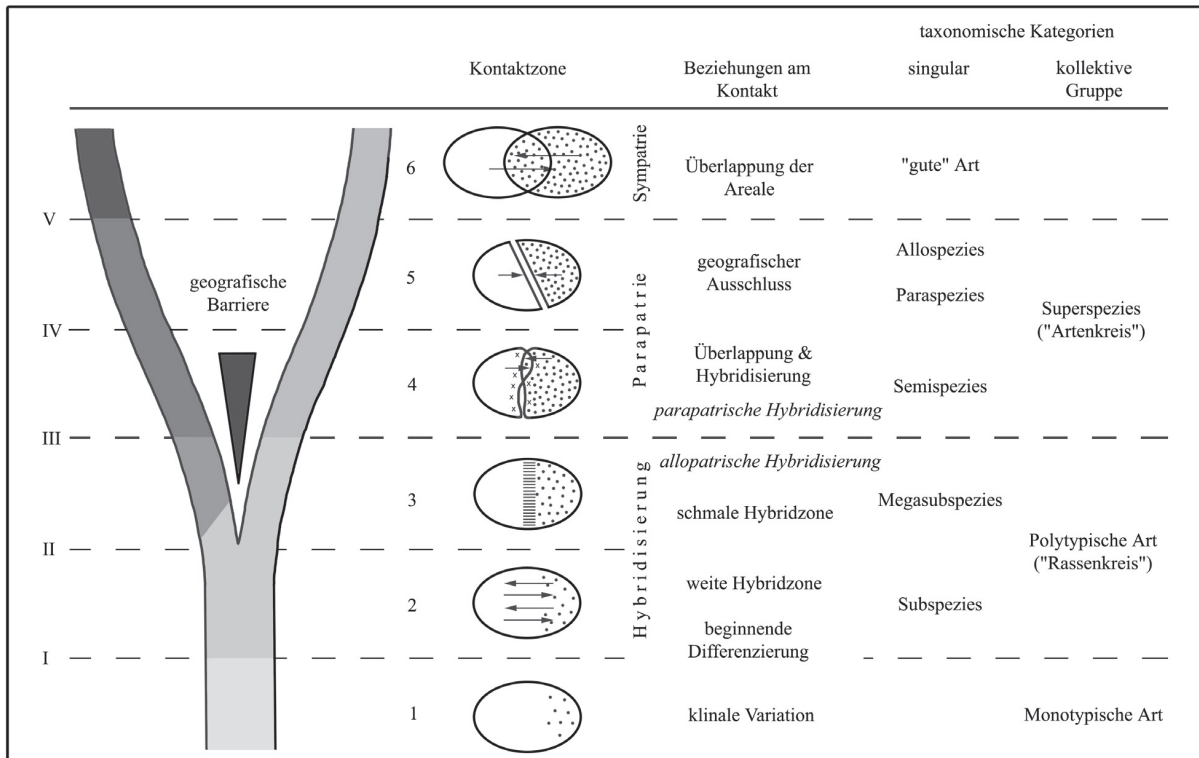 taxonomische Kategorien
Kontaktzone
Beziehungen am
Kontakt
singular
kollektive
Gruppe
6
Sympatrie
Überlappung der
Areale
"gute" Art
V
geografische
Barriere
5
Parapatrie
geografischer
Ausschluss
Allospezies
Paraspezies
Superspezies
("Artenkreis")
IV
4
x
x
x
x
x
x
x
Überlappung &
Hybridisierung
Semispezies
parapatrische Hybridisierung
III
allopatrische Hybridisierung
3
Hybridisierung
schmale Hybridzone
Megasubspezies
Polytypische Art
("Rassenkreis")
II
2
weite Hybridzone
Subspezies
beginnende
Differenzierung
I
1
klinale Variation
Monotypische Art